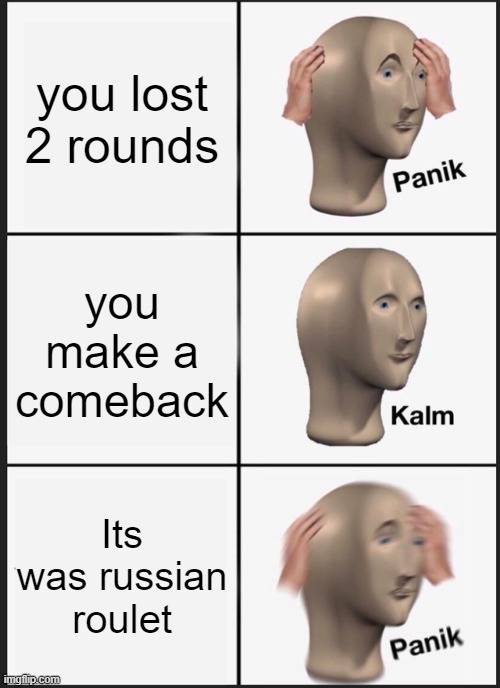 you lost
2 rounds
Panik
you
make a
comeback
Kalm
Its
was russian
roulet
Panik
imgflip.com